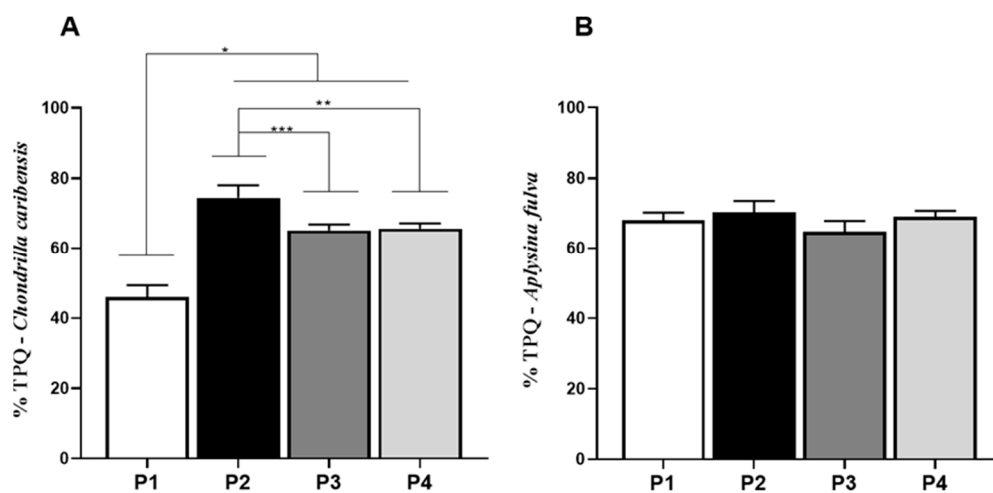 A
*
**
***
100
80
60
40
20
0
% TPQ - Chondrilla caribensis
P1 P2 P3 P4
B
100
80
60
40
20
0
% TPQ - Aplysina fulva
P1 P2 P3 P4